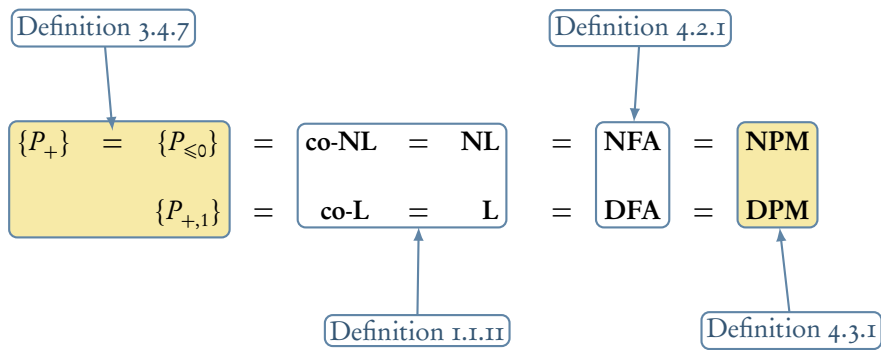 Definition 3.4.7 Definition 4.2.1
{P₊} = {P⩽₀} = co-NL = NL = NFA = NPM
{P₊,₁} = co-L = L = DFA = DPM
Definition 1.1.11 Definition 4.3.1